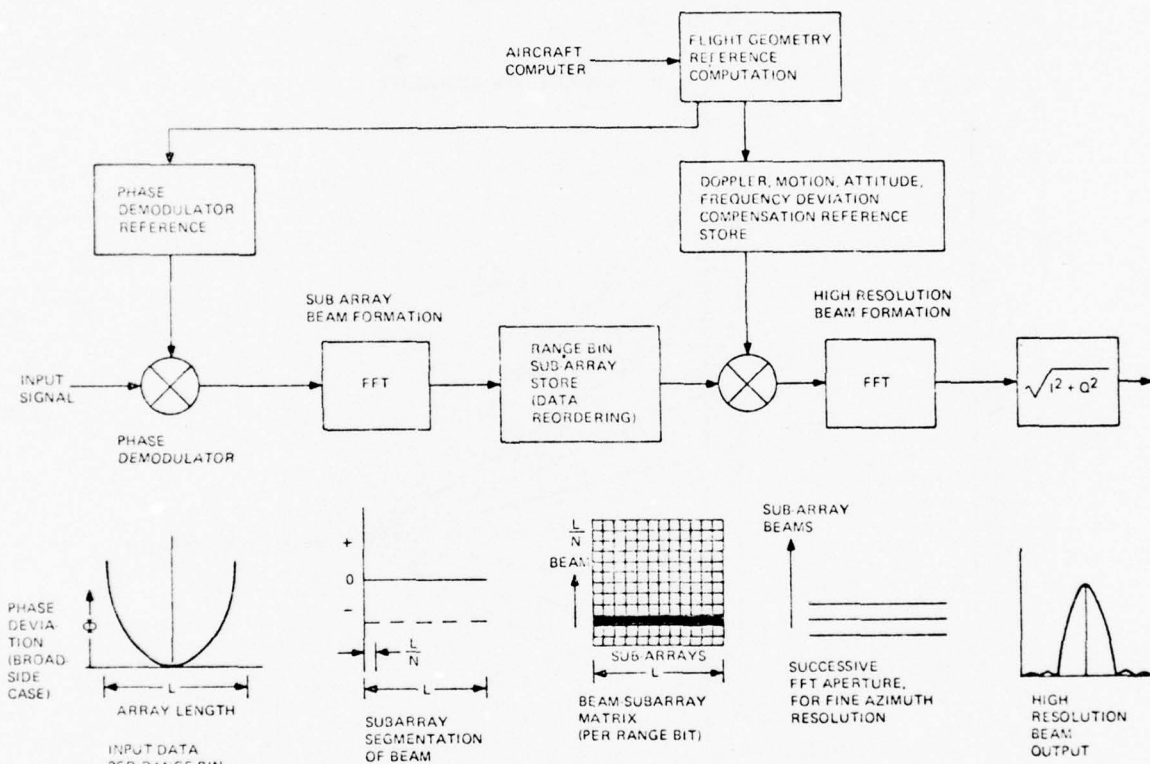 AIRCRAFT
COMPUTER
FLIGHT GEOMETRY
REFERENCE
COMPUTATION
PHASE
DEMODULATOR
REFERENCE
DOPPLER, MOTION, ATTITUDE,
FREQUENCY DEVIATION
COMPENSATION REFERENCE
STORE
SUB ARRAY
BEAM FORMATION
HIGH RESOLUTION
BEAM FORMATION
INPUT
SIGNAL
PHASE
DEMODULATOR
FFT
RANGE BIN
SUB-ARRAY
STORE
(DATA
REORDERING)
FFT
√I² + Q²
PHASE
DEVIA-
TION
(BROAD-
SIDE
CASE)
Φ
L
ARRAY LENGTH
INPUT DATA
PER RANGE BIN
+
0
−
L/N
L
SUBARRAY
SEGMENTATION
OF BEAM
L/N
BEAM
SUB-ARRAYS
L
BEAM SUBARRAY
MATRIX
(PER RANGE BIT)
SUB-ARRAY
BEAMS
SUCCESSIVE
FFT APERTURE,
FOR FINE AZIMUTH
RESOLUTION
HIGH
RESOLUTION
BEAM
OUTPUT